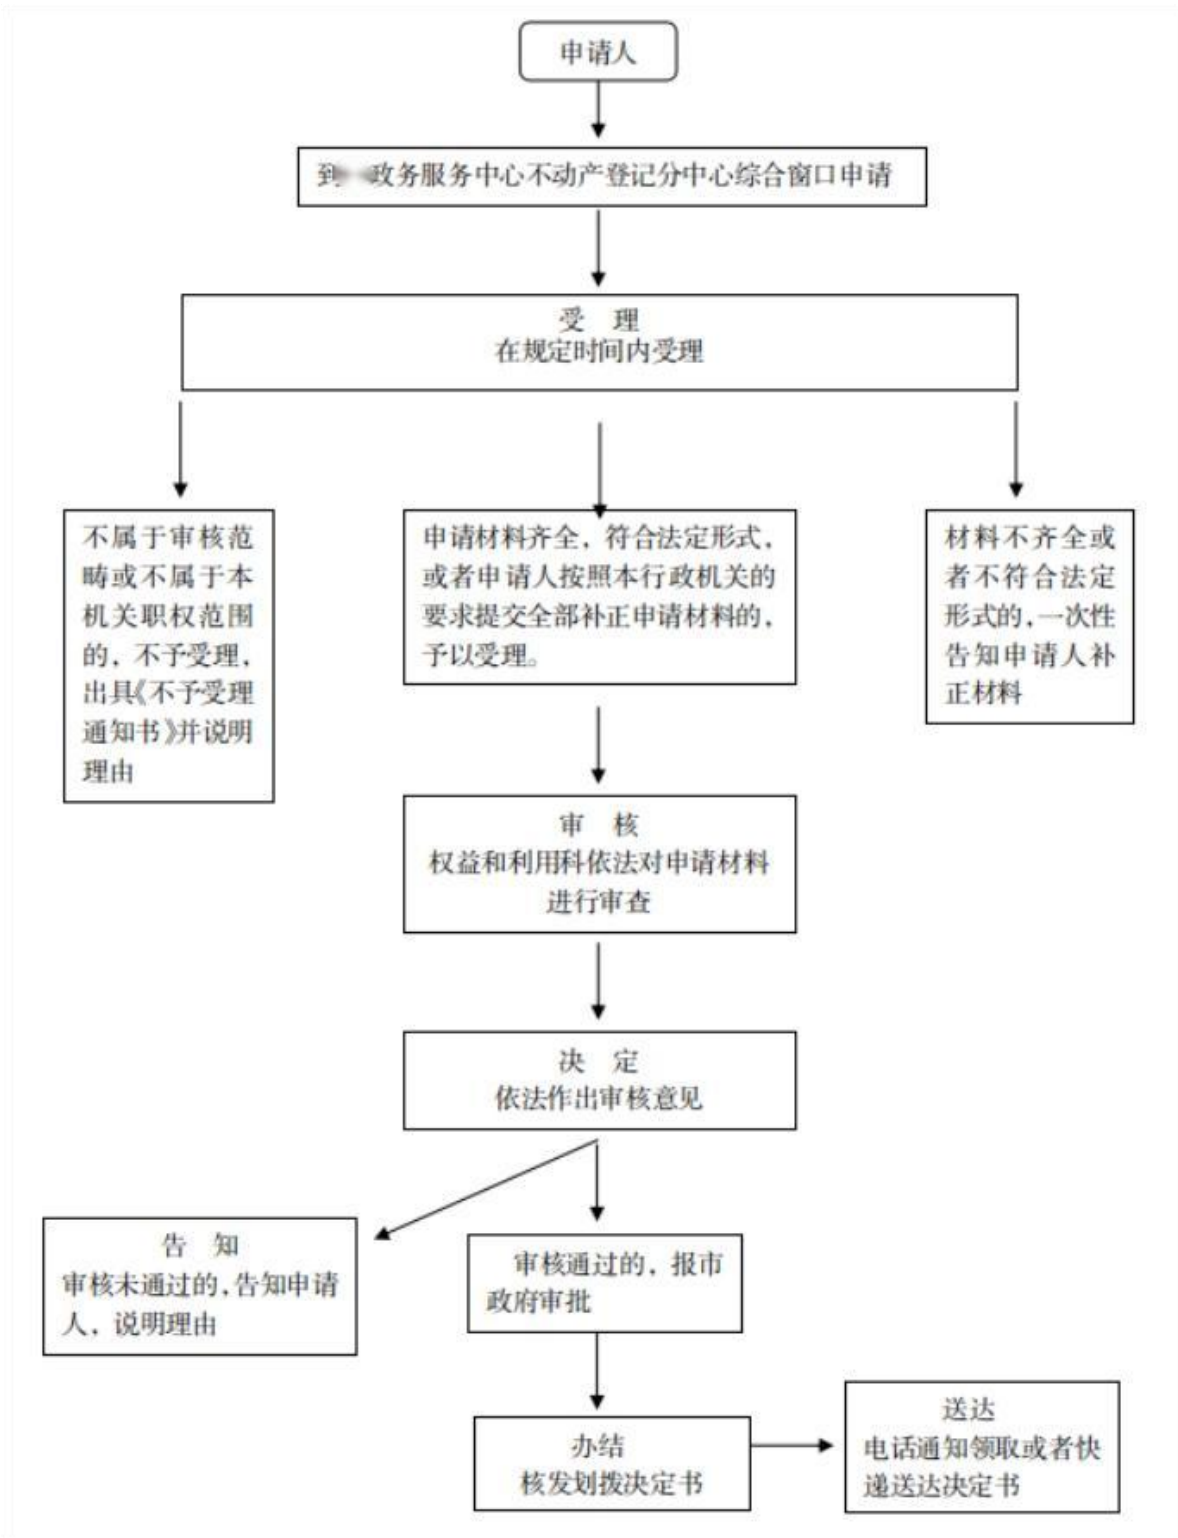 申请人
到政务服务中心不动产登记分中心综合窗口申请
受 理
在规定时间内受理
不属于审核范
畴或不属于本
机关职权范围
的，不予受理，
出具《不予受理
通知书》并说明
理由
申请材料齐全，符合法定形式，
或者申请人按照本行政机关的
要求提交全部补正申请材料的，
予以受理。
材料不齐全或
者不符合法定
形式的，一次性
告知申请人补
正材料
审 核
权益和利用科依法对申请材料
进行审查
决 定
依法作出审核意见
告 知
审核未通过的，告知申请
人，说明理由
审核通过的，报市
政府审批
办结
核发划拨决定书
送达
电话通知领取或者快
递送达决定书